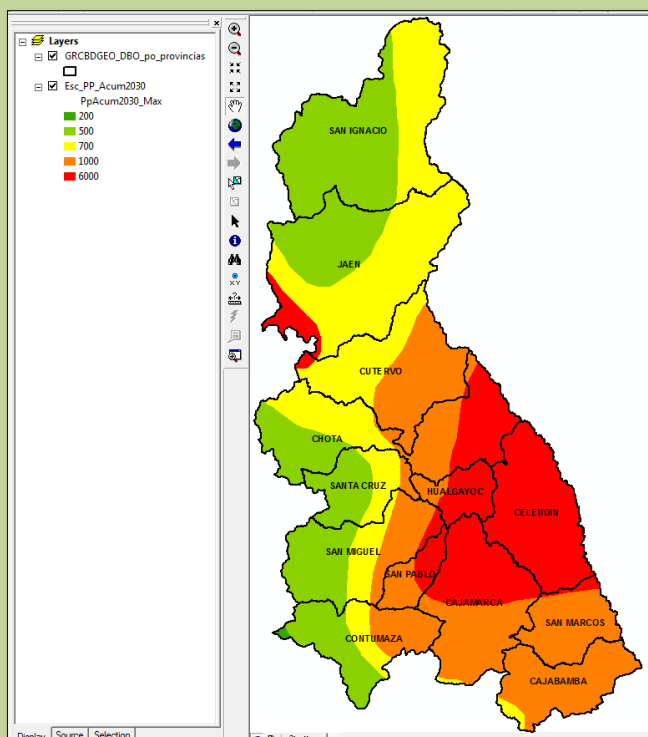 Layers
GRCBDGEO_DBO_po_provincias
Esc_PP_Acum2030
PpAcum2030_Max
200
500
700
1000
6000
Display
Source
Selection
XY
SAN IGNACIO
JAEN
CUTERVO
CHOTA
SANTA CRUZ
HUALGAYOC
CELENDIN
SAN MIGUEL
SAN PABLO
CAJAMARCA
SAN MARCOS
CONTUMAZA
CAJABAMBA